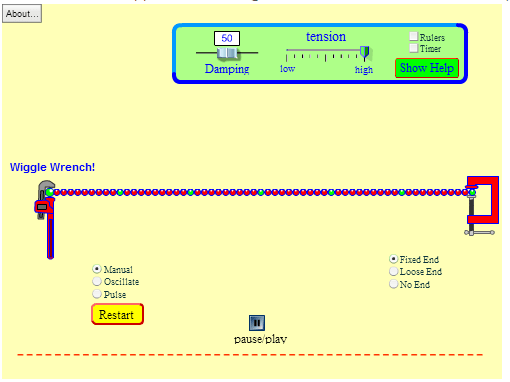 About...
50
tension
Rulers
Timer
Damping
low
high
Show Help
Wiggle Wrench!
Manual
Oscillate
Pulse
Fixed End
Loose End
No End
Restart
pause/play